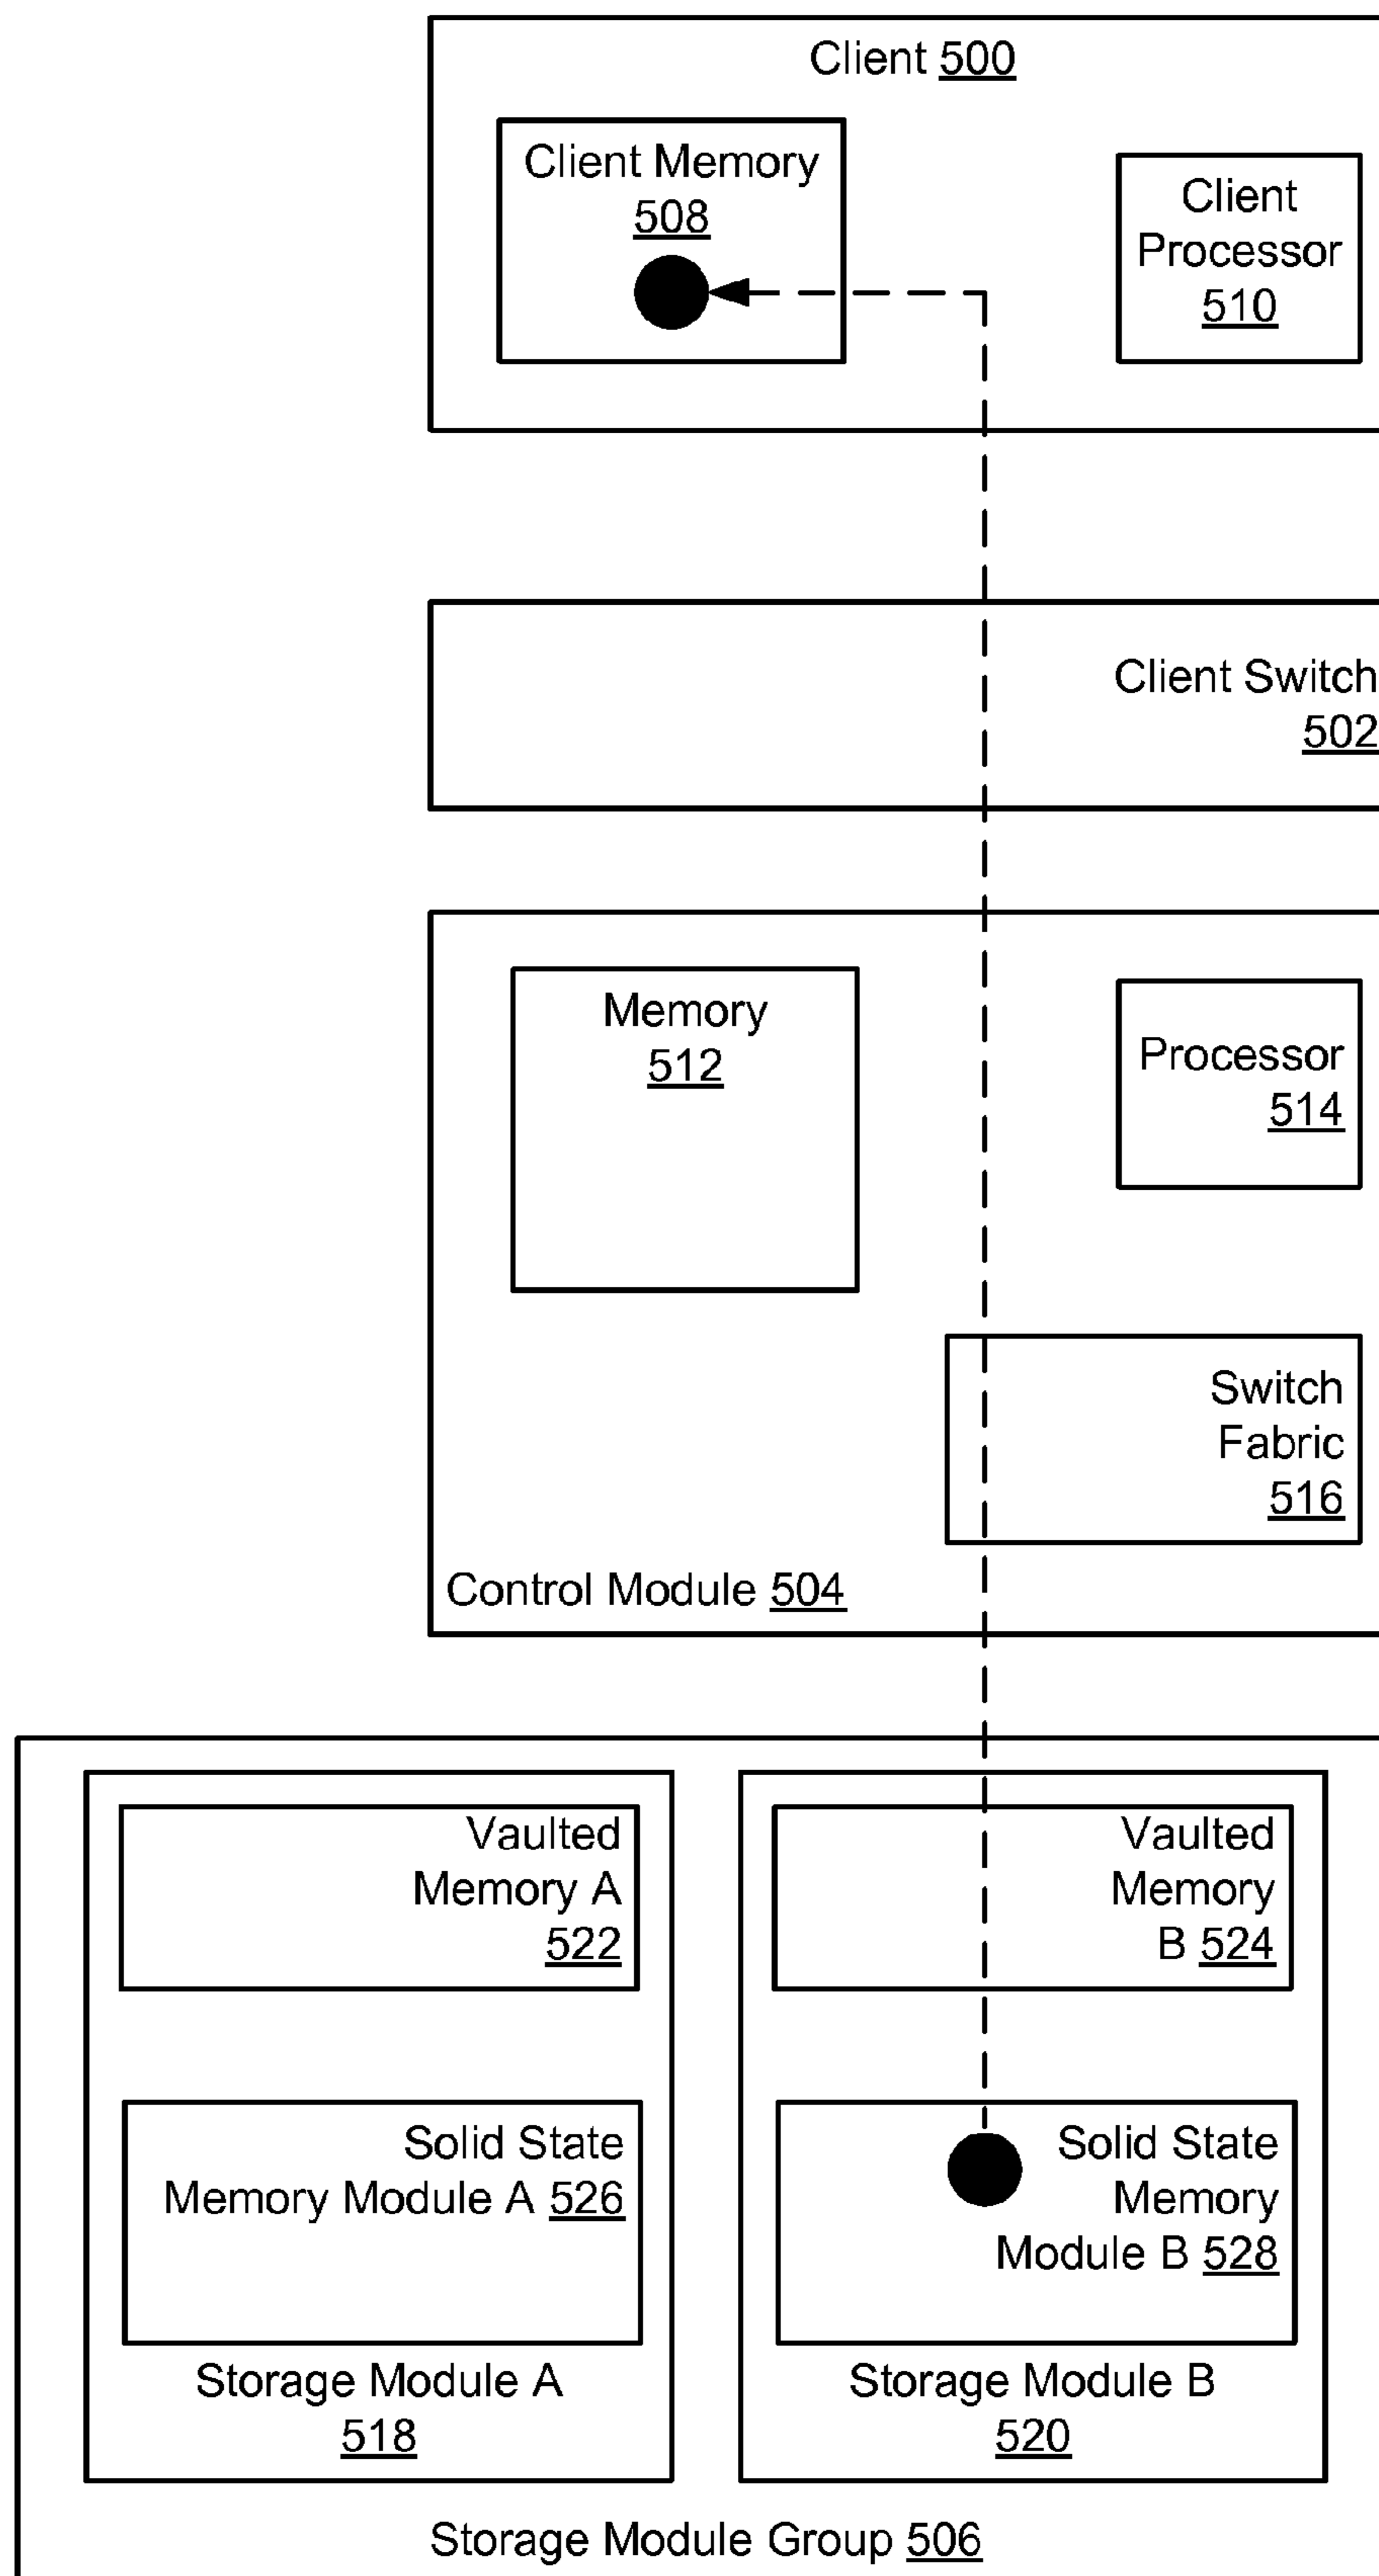 Client 500
Client Memory
508
Client
Processor
510
Client Switch
502
Memory
512
Processor
514
Switch
Fabric
516
Control Module 504
Vaulted
Memory A
522
Vaulted
Memory
B 524
Solid State
Memory Module A 526
Solid State
Memory
Module B 528
Storage Module A
518
Storage Module B
520
Storage Module Group 506